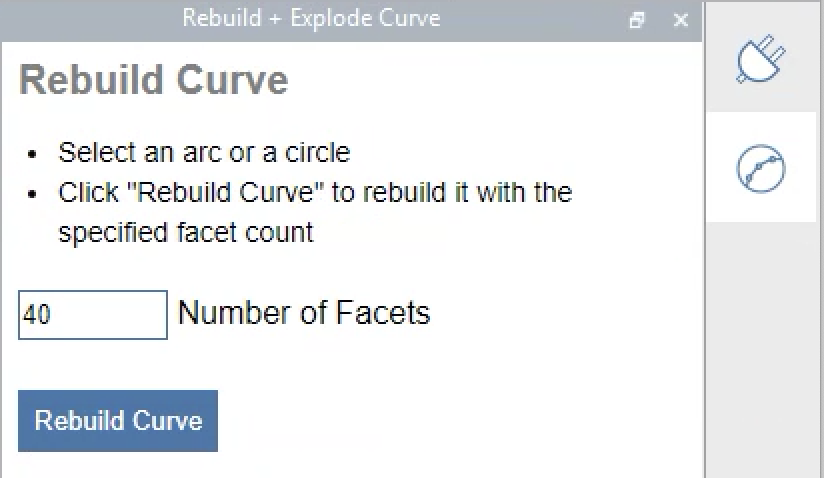 Rebuild + Explode Curve
Rebuild Curve
Select an arc or a circle
Click "Rebuild Curve" to rebuild it with the
specified facet count
40 Number of Facets
Rebuild Curve